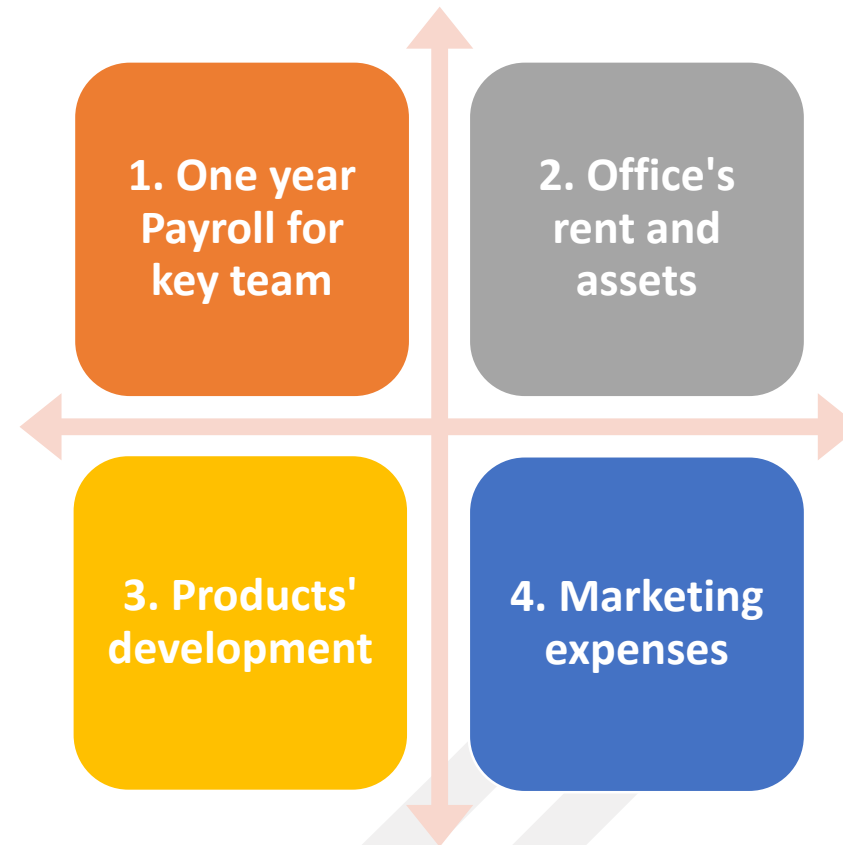 1. One year
Payroll for
key team
2. Office's
rent and
assets
3. Products'
development
4. Marketing
expenses